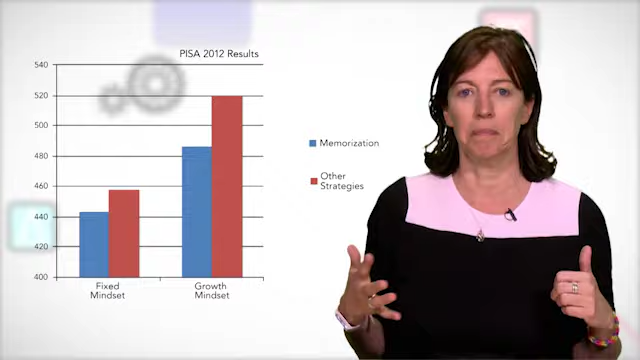 PISA 2012 Results
540
520
500
480
460
440
420
400
Fixed
Mindset
Growth
Mindset
Memorization
Other
Strategies